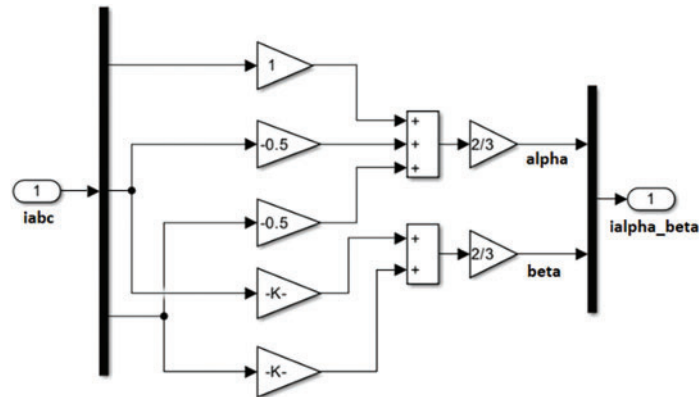 1
iabc
1
-0.5
-0.5
-K-
-K-
+
+
+
+
+
2/3
2/3
alpha
beta
1
ialpha_beta